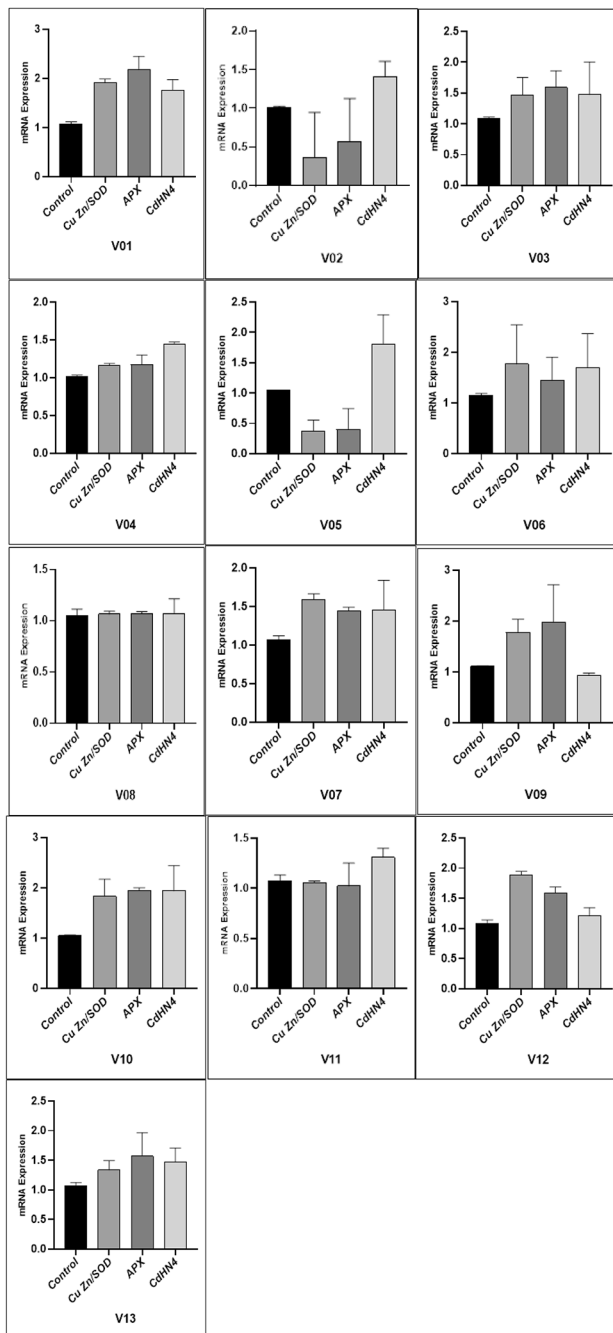 mRNA Expression
3
2
1
0
Control
Cu Zn/SOD
APX
CdHN4
V01
mRNA Expression
2.0
1.5
1.0
0.5
0.0
Control
Cu Zn/SOD
APX
CdHN4
V02
mRNA Expression
2.5
2.0
1.5
1.0
0.5
0.0
Control
Cu Zn/SOD
APX
CdHN4
V03
mRNA Expression
2.0
1.5
1.0
0.5
0.0
Control
Cu Zn/SOD
APX
CdHN4
V04
mRNA Expression
2.5
2.0
1.5
1.0
0.5
0.0
Control
Cu Zn/SOD
APX
CdHN4
V05
mRNA Expression
3
2
1
0
Control
Cu Zn/SOD
APX
CdHN4
V06
mRNA Expression
1.5
1.0
0.5
0.0
Control
Cu Zn/SOD
APX
CdHN4
V08
mRNA Expression
2.0
1.5
1.0
0.5
0.0
Control
Cu Zn/SOD
APX
CdHN4
V07
mRNA Expression
3
2
1
0
Control
Cu Zn/SOD
APX
CdHN4
V09
mRNA Expression
3
2
1
0
Control
Cu Zn/SOD
APX
CdHN4
V10
mRNA Expression
1.5
1.0
0.5
0.0
Control
Cu Zn/SOD
APX
CdHN4
V11
mRNA Expression
2.5
2.0
1.5
1.0
0.5
0.0
Control
Cu Zn/SOD
APX
CdHN4
V12
mRNA Expression
2.5
2.0
1.5
1.0
0.5
0.0
Control
Cu Zn/SOD
APX
CdHN4
V13